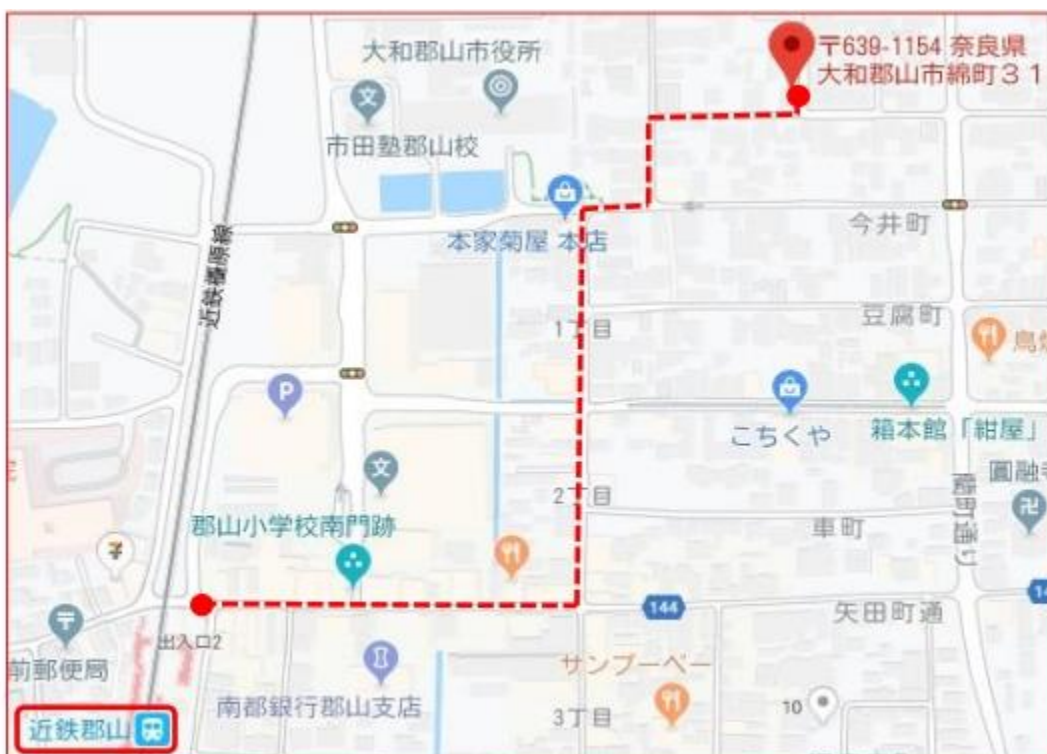 〒639-1154 奈良県
大和郡山市綿町31
大和郡山市役所
市田塾郡山校
本家菊屋 本店
今井町
近鉄橿原線
1丁目
豆腐町
P
こちくや
箱本館「紺屋」
2丁目
郡山小学校南門跡
車町
圓融寺
144
矢田町通
出入口2
前郵便局
サンプーペー
南都銀行郡山支店
3丁目
10
近鉄郡山